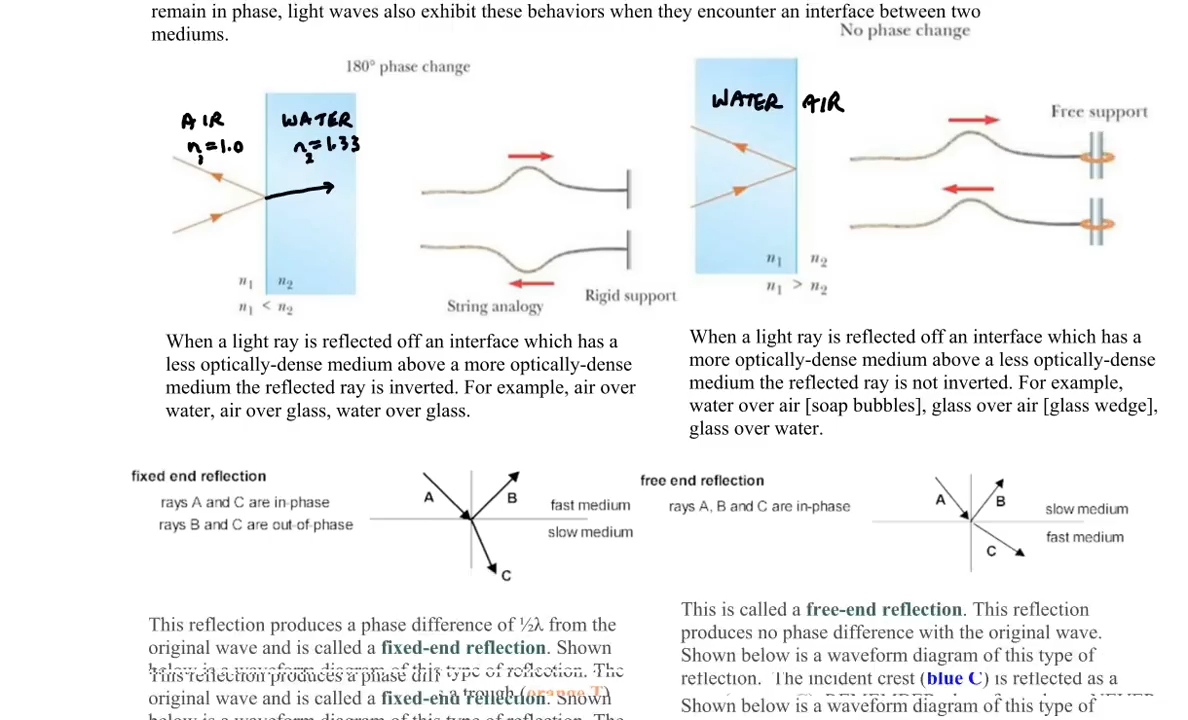 remain in phase, light waves also exhibit these behaviors when they encounter an interface between two
mediums.
180° phase change
AIR
n₁=1.0
WATER
n₂=1.33
n₁ n₂
n₁ < n₂
String analogy
Rigid support
When a light ray is reflected off an interface which has a
less optically-dense medium above a more optically-dense
medium the reflected ray is inverted. For example, air over
water, air over glass, water over glass.
No phase change
WATER AIR
Free support
n₁ n₂
n₁ > n₂
When a light ray is reflected off an interface which has a
more optically-dense medium above a less optically-dense
medium the reflected ray is not inverted. For example,
water over air [soap bubbles], glass over air [glass wedge],
glass over water.
fixed end reflection
rays A and C are in-phase
rays B and C are out-of-phase
A
B
C
fast medium
slow medium
free end reflection
rays A, B and C are in-phase
A
B
C
slow medium
fast medium
This reflection produces a phase difference of ½λ from the
original wave and is called a fixed-end reflection. Shown
original wave and is called a fixed-end
This is called a free-end reflection. This reflection
produces no phase difference with the original wave.
Shown below is a waveform diagram of this type of
reflection. The incident crest (blue C) is reflected as a
Shown below is a waveform diagram of this type of